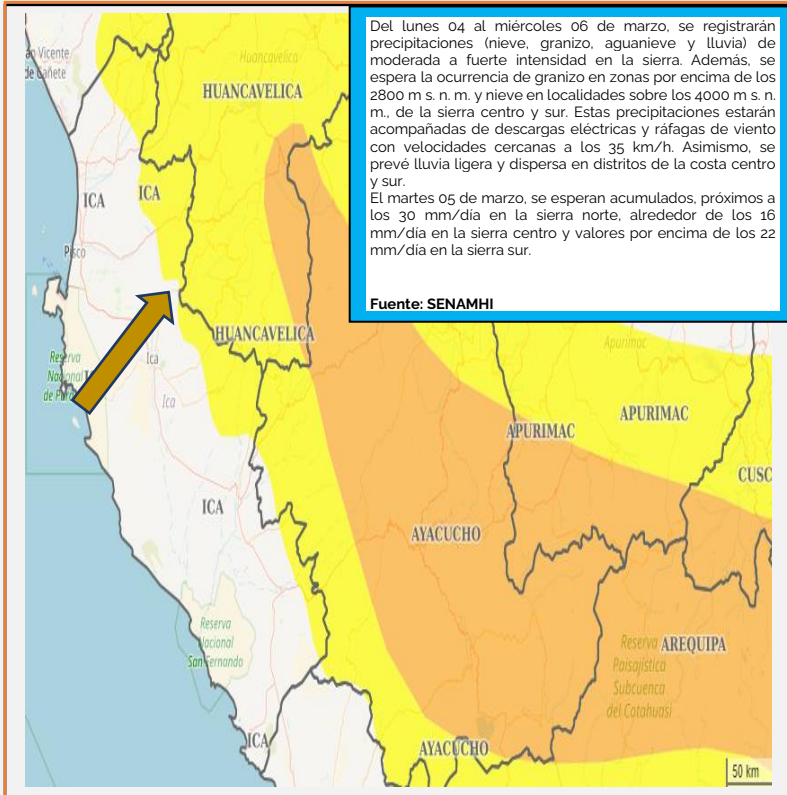 Del lunes 04 al miércoles 06 de marzo, se registrarán
precipitaciones (nieve, granizo, aguanieve y lluvia) de
moderada a fuerte intensidad en la sierra. Además, se
espera la ocurrencia de granizo en zonas por encima de los
2800 m s. n. m. y nieve en localidades sobre los 4000 m s. n.
m., de la sierra centro y sur. Estas precipitaciones estarán
acompañadas de descargas eléctricas y ráfagas de viento
con velocidades cercanas a los 35 km/h. Asimismo, se
prevé lluvia ligera y dispersa en distritos de la costa centro
y sur.
El martes 05 de marzo, se esperan acumulados, próximos a
los 30 mm/día en la sierra norte, alrededor de los 16
mm/día en la sierra centro y valores por encima de los 22
mm/día en la sierra sur.
Fuente: SENAMHI
Vicente
de Cañete
Huancavelica
HUANCAVELICA
ICA
ICA
Pisco
HUANCAVELICA
Apurimac
Reserva
Nacional
de
Ica
Ica
APURIMAC
APURIMAC
CUSC
ICA
AYACUCHO
Reserva
Nacional
San Fernando
Reserva
Paisajística
Subcuenca
del Cotahuasi
AREQUIPA
ICA
AYACUCHO
50 km